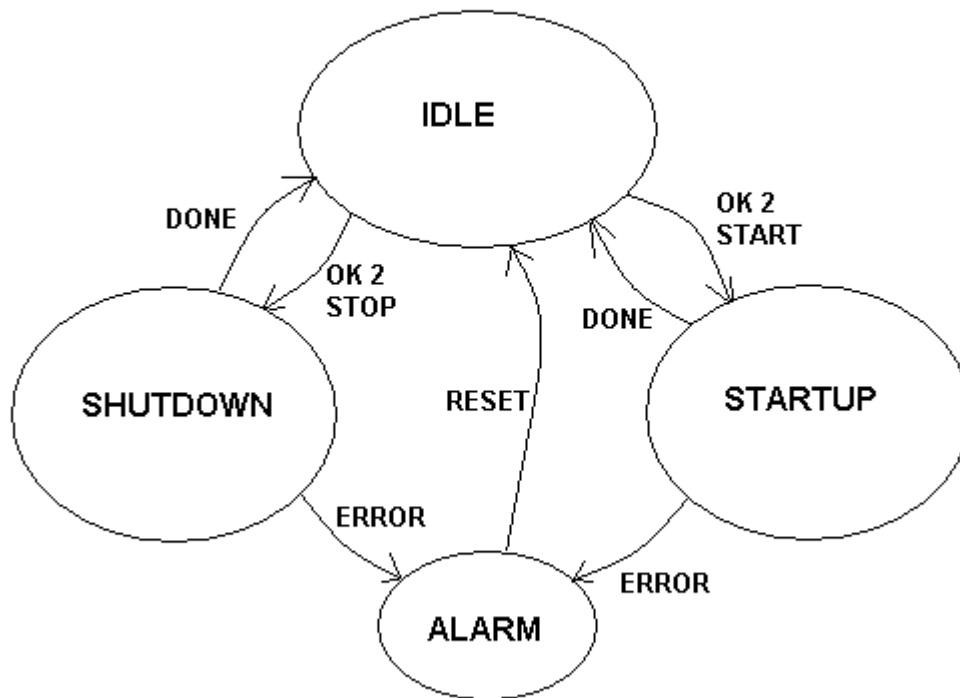 IDLE
DONE
OK 2
START
OK 2
STOP
DONE
SHUTDOWN
RESET
STARTUP
ERROR
ERROR
ALARM